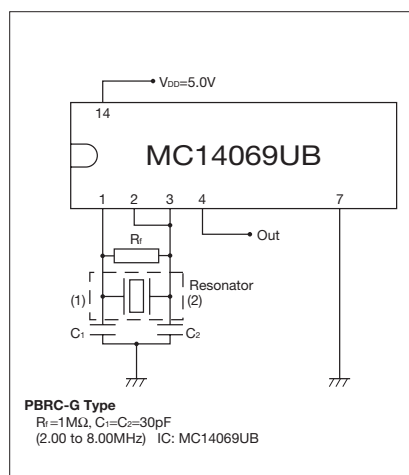 VDD=5.0V
14
MC14069UB
1 2 3 4 7
Rf
Out
Resonator
(1) (2)
C1 C2
PBRC-G Type
Rf=1MΩ, C1=C2=30pF
(2.00 to 8.00MHz) IC: MC14069UB